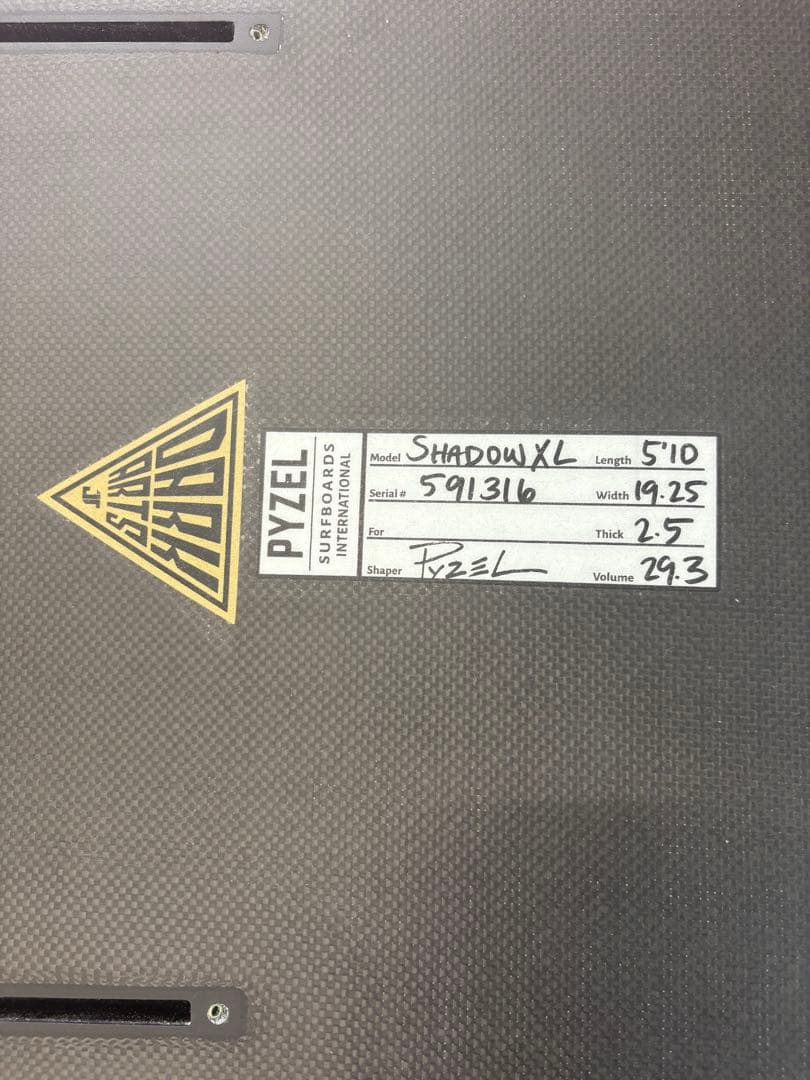 DARK
ARTS
JF
PYZEL
SURFBOARDS
INTERNATIONAL
Model SHADOW XL Length 5'10
Serial # 591316 Width 19.25
For Thick 2.5
Shaper PYZEL Volume 29.3